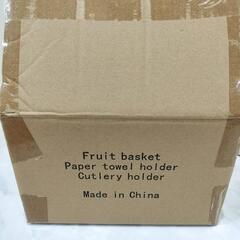 Fruit basket
Paper towel holder
Cutlery holder
Made in China